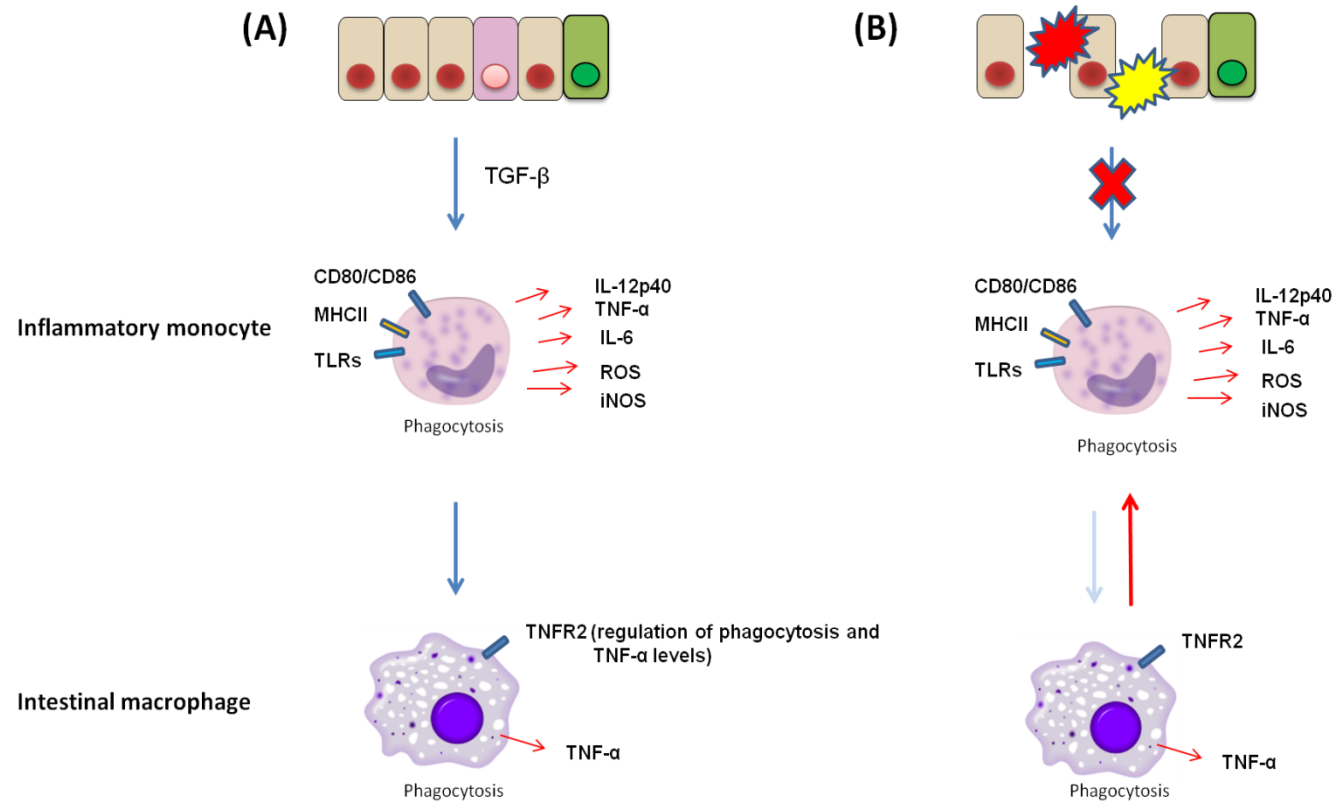 (A)
TGF-β
Inflammatory monocyte
CD80/CD86
MHCII
TLRs
IL-12p40
TNF-α
IL-6
ROS
iNOS
Phagocytosis
Intestinal macrophage
TNFR2 (regulation of phagocytosis and
TNF-α levels)
TNF-α
Phagocytosis
(B)
CD80/CD86
MHCII
TLRs
IL-12p40
TNF-α
IL-6
ROS
iNOS
Phagocytosis
TNFR2
TNF-α
Phagocytosis